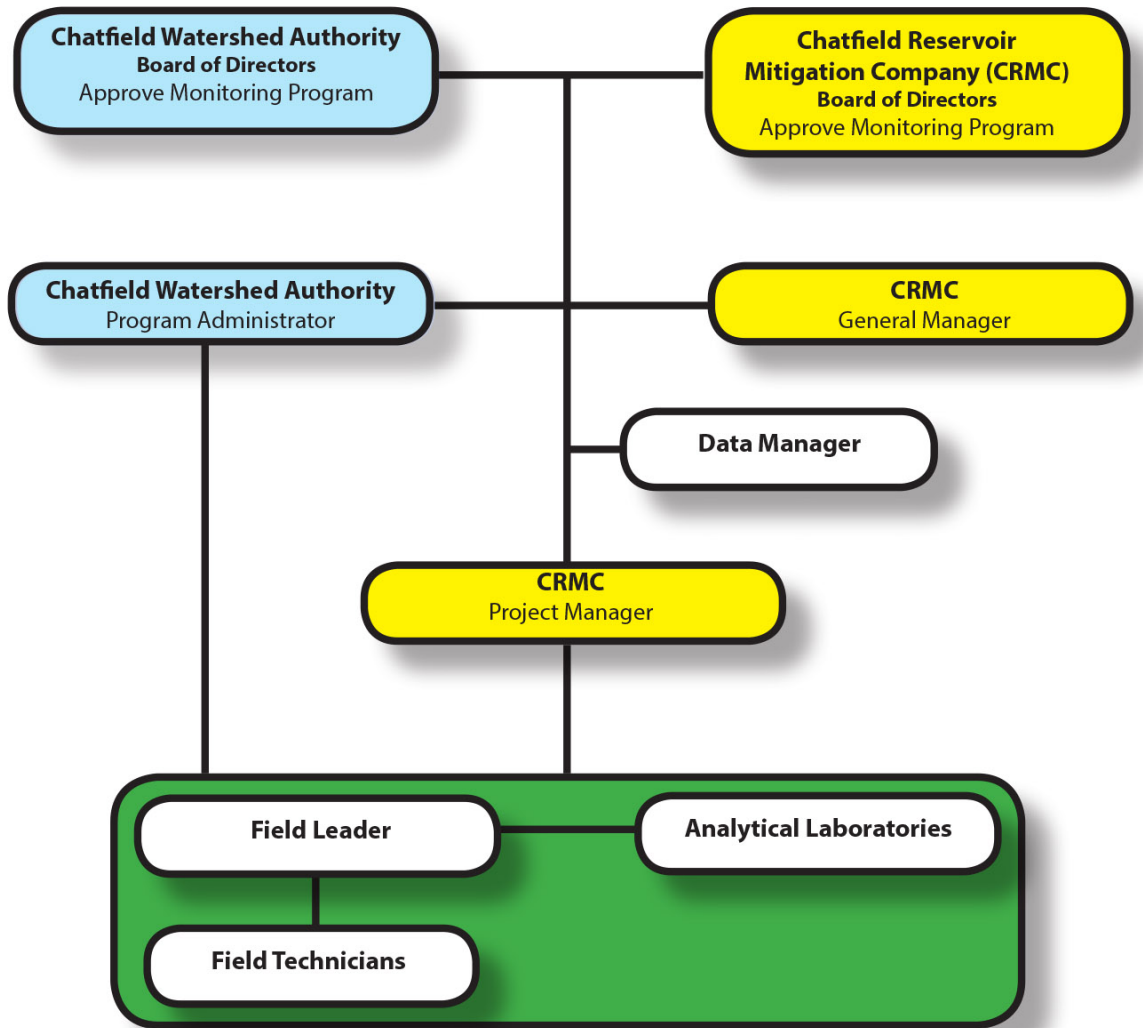 Chatfield Watershed Authority
Board of Directors
Approve Monitoring Program
Chatfield Reservoir
Mitigation Company (CRMC)
Board of Directors
Approve Monitoring Program
Chatfield Watershed Authority
Program Administrator
CRMC
General Manager
Data Manager
CRMC
Project Manager
Field Leader
Analytical Laboratories
Field Technicians